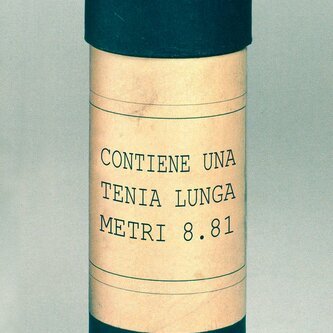 CONTIENE UNA
TENIA LUNGA
METRI 8.81